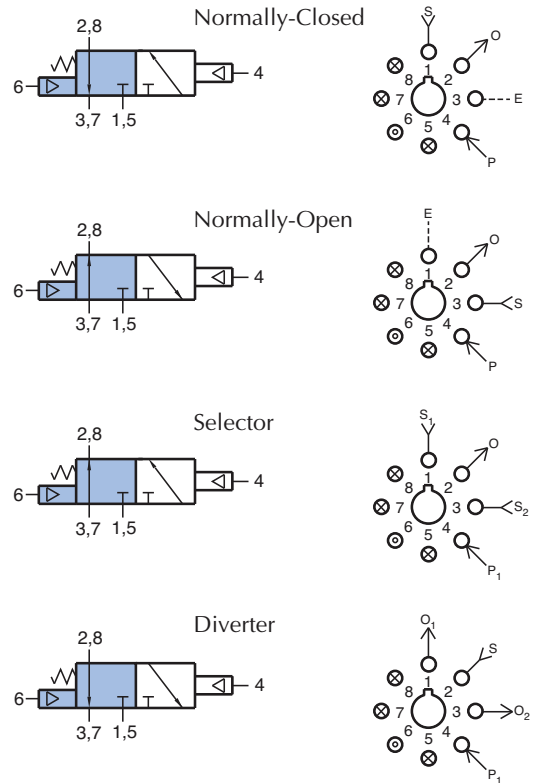 Normally-Closed
2,8
6
4
3,7 1,5
S
O
1
8 2
7 3
E
6 4
5
P
Normally-Open
2,8
6
4
3,7 1,5
E
O
1
8 2
7 3
S
6 4
5
P
Selector
2,8
6
4
3,7 1,5
S1
O
1
8 2
7 3
S2
6 4
5
P1
Diverter
2,8
6
4
3,7 1,5
O1
S
1
8 2
7 3
O2
6 4
5
P1